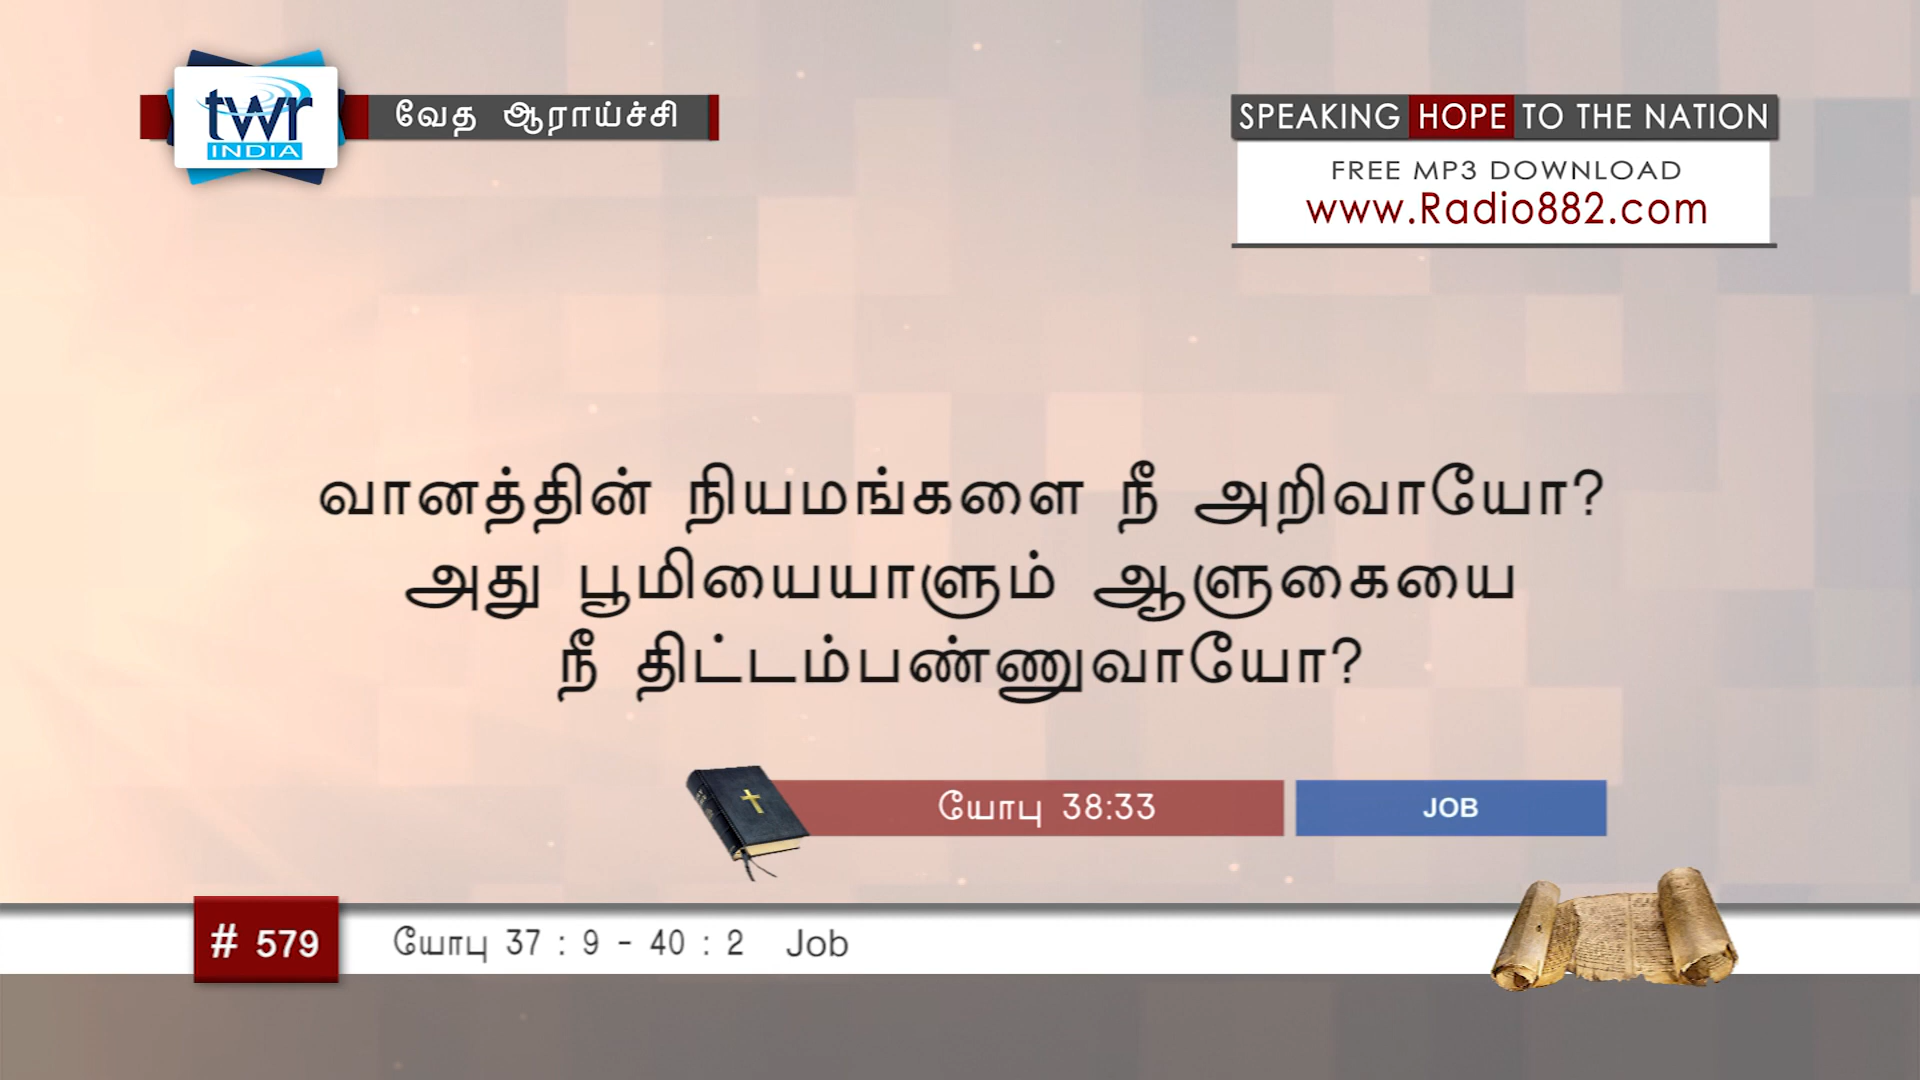 twr
INDIA
வேத ஆராய்ச்சி
SPEAKING HOPE TO THE NATION
FREE MP3 DOWNLOAD
www.Radio882.com
வானத்தின் நியமங்களை நீ அறிவாயோ?
அது பூமியையாளும் ஆளுகையை
நீ திட்டம்பண்ணுவாயோ?
யோபு 38:33
JOB
# 579
யோபு 37 : 9 - 40 : 2 Job